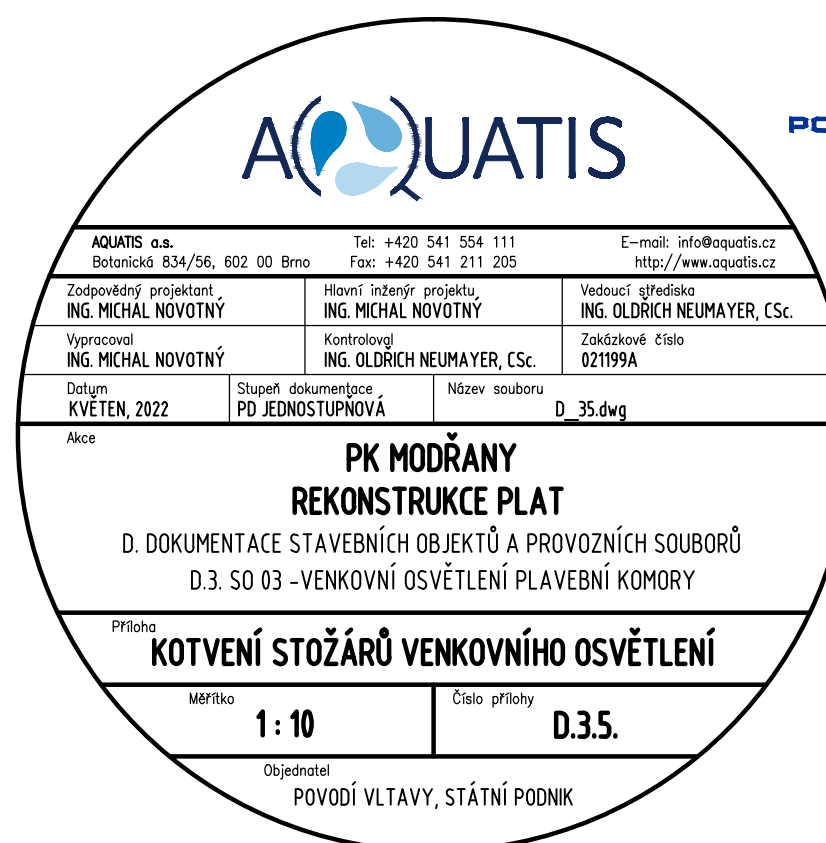 AQUATIS
AQUATIS a.s.
Botanická 834/56, 602 00 Brno
Tel: +420 541 554 111
Fax: +420 541 211 205
E-mail: info@aquatis.cz
http://www.aquatis.cz
Zodpovědný projektant
ING. MICHAL NOVOTNÝ
Hlavní inženýr projektu
ING. MICHAL NOVOTNÝ
Vedoucí střediska
ING. OLDŘICH NEUMAYER, CSc.
Vypracoval
ING. MICHAL NOVOTNÝ
Kontroloval
ING. OLDŘICH NEUMAYER, CSc.
Zakázkové číslo
021199A
Datum
KVĚTEN, 2022
Stupeň dokumentace
PD JEDNOSTUPŇOVÁ
Název souboru
D_35.dwg
Akce
PK MODŘANY
REKONSTRUKCE PLAT
D. DOKUMENTACE STAVEBNÍCH OBJEKTŮ A PROVOZNÍCH SOUBORŮ
D.3. SO 03 -VENKOVNÍ OSVĚTLENÍ PLAVEBNÍ KOMORY
Příloha
KOTVENÍ STOŽÁRŮ VENKOVNÍHO OSVĚTLENÍ
Měřítko
1 : 10
Číslo přílohy
D.3.5.
Objednatel
POVODÍ VLTAVY, STÁTNÍ PODNIK